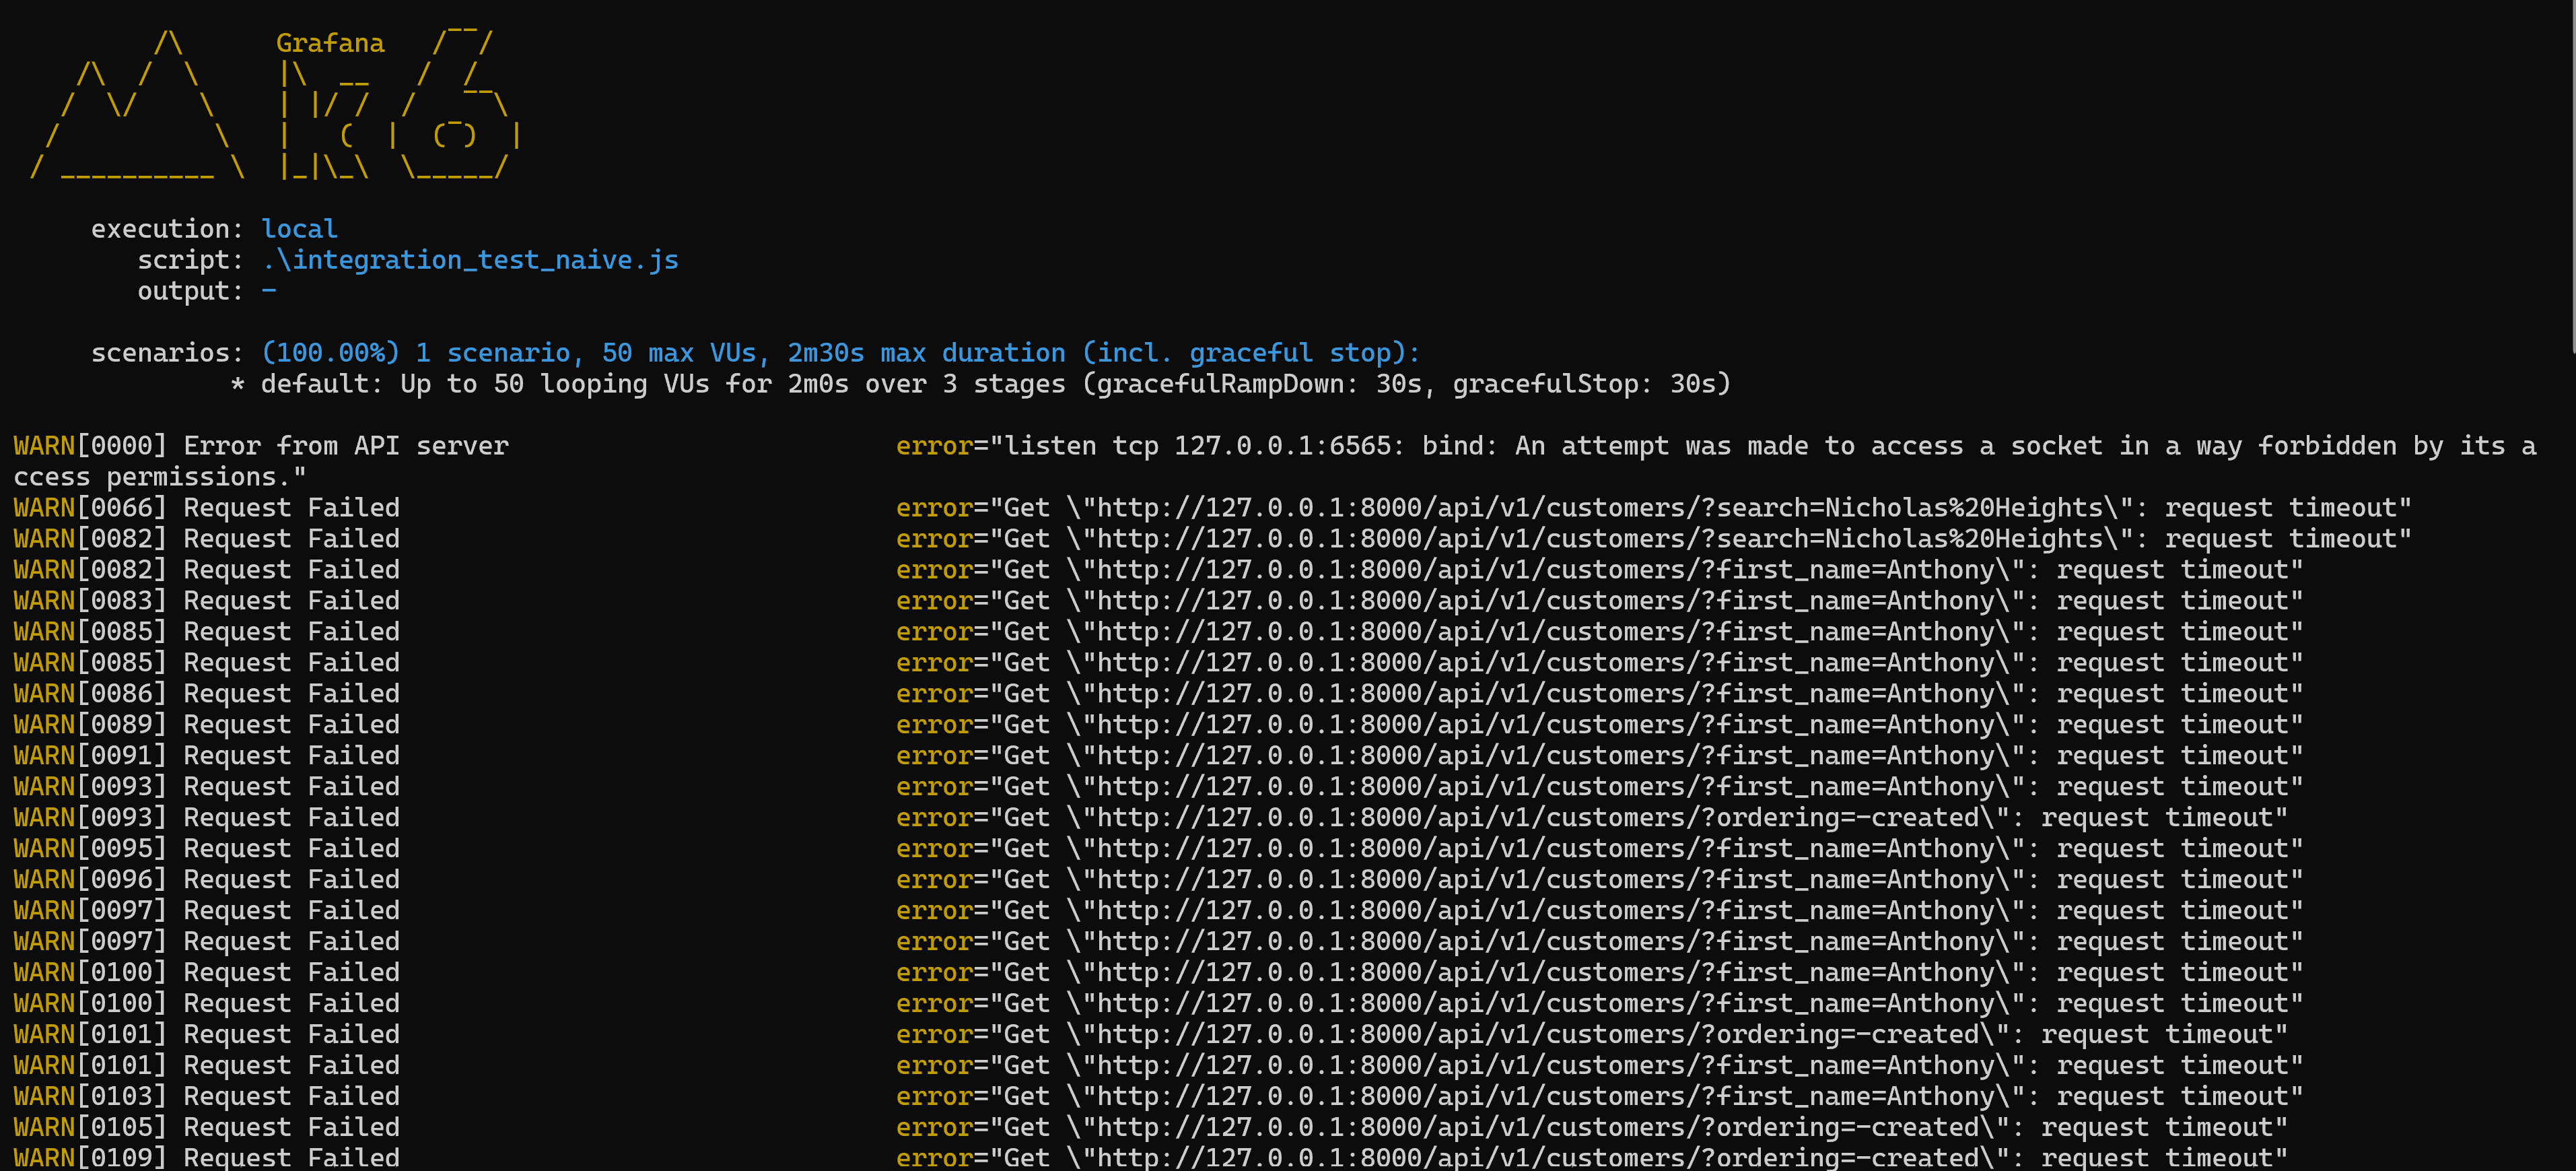 Grafana
execution: local
script: .\integration_test_naive.js
output: -
scenarios: (100.00%) 1 scenario, 50 max VUs, 2m30s max duration (incl. graceful stop):
* default: Up to 50 looping VUs for 2m0s over 3 stages (gracefulRampDown: 30s, gracefulStop: 30s)
WARN[0000] Error from API server error="listen tcp 127.0.0.1:6565: bind: An attempt was made to access a socket in a way forbidden by its a
ccess permissions."
WARN[0066] Request Failed error="Get \"http://127.0.0.1:8000/api/v1/customers/?search=Nicholas%20Heights\": request timeout"
WARN[0082] Request Failed error="Get \"http://127.0.0.1:8000/api/v1/customers/?search=Nicholas%20Heights\": request timeout"
WARN[0082] Request Failed error="Get \"http://127.0.0.1:8000/api/v1/customers/?first_name=Anthony\": request timeout"
WARN[0083] Request Failed error="Get \"http://127.0.0.1:8000/api/v1/customers/?first_name=Anthony\": request timeout"
WARN[0085] Request Failed error="Get \"http://127.0.0.1:8000/api/v1/customers/?first_name=Anthony\": request timeout"
WARN[0085] Request Failed error="Get \"http://127.0.0.1:8000/api/v1/customers/?first_name=Anthony\": request timeout"
WARN[0086] Request Failed error="Get \"http://127.0.0.1:8000/api/v1/customers/?first_name=Anthony\": request timeout"
WARN[0089] Request Failed error="Get \"http://127.0.0.1:8000/api/v1/customers/?first_name=Anthony\": request timeout"
WARN[0091] Request Failed error="Get \"http://127.0.0.1:8000/api/v1/customers/?first_name=Anthony\": request timeout"
WARN[0093] Request Failed error="Get \"http://127.0.0.1:8000/api/v1/customers/?first_name=Anthony\": request timeout"
WARN[0093] Request Failed error="Get \"http://127.0.0.1:8000/api/v1/customers/?ordering=-created\": request timeout"
WARN[0095] Request Failed error="Get \"http://127.0.0.1:8000/api/v1/customers/?first_name=Anthony\": request timeout"
WARN[0096] Request Failed error="Get \"http://127.0.0.1:8000/api/v1/customers/?first_name=Anthony\": request timeout"
WARN[0097] Request Failed error="Get \"http://127.0.0.1:8000/api/v1/customers/?first_name=Anthony\": request timeout"
WARN[0097] Request Failed error="Get \"http://127.0.0.1:8000/api/v1/customers/?first_name=Anthony\": request timeout"
WARN[0100] Request Failed error="Get \"http://127.0.0.1:8000/api/v1/customers/?first_name=Anthony\": request timeout"
WARN[0100] Request Failed error="Get \"http://127.0.0.1:8000/api/v1/customers/?first_name=Anthony\": request timeout"
WARN[0101] Request Failed error="Get \"http://127.0.0.1:8000/api/v1/customers/?ordering=-created\": request timeout"
WARN[0101] Request Failed error="Get \"http://127.0.0.1:8000/api/v1/customers/?first_name=Anthony\": request timeout"
WARN[0103] Request Failed error="Get \"http://127.0.0.1:8000/api/v1/customers/?first_name=Anthony\": request timeout"
WARN[0105] Request Failed error="Get \"http://127.0.0.1:8000/api/v1/customers/?ordering=-created\": request timeout"
WARN[0109] Request Failed error="Get \"http://127.0.0.1:8000/api/v1/customers/?ordering=-created\": request timeout"